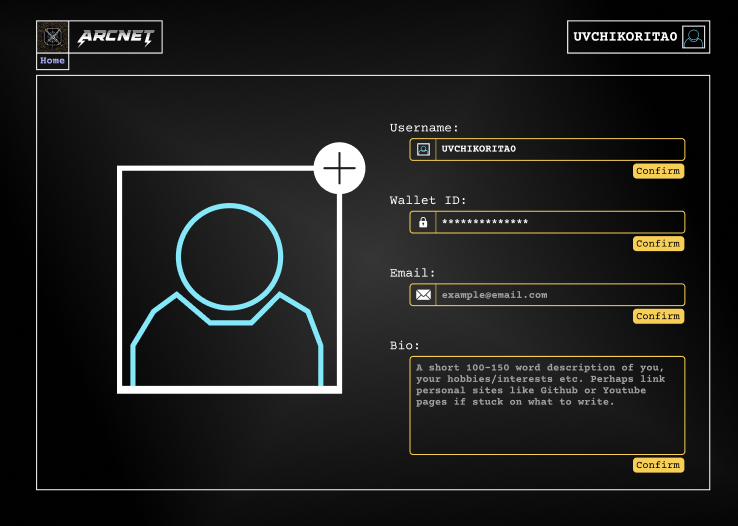 ARCNET
UVCHIKORITA0
Home
Username:
UVCHIKORITA0
Confirm
Wallet ID:
**************
Confirm
Email:
example@email.com
Confirm
Bio:
A short 100-150 word description of you,
your hobbies/interests etc. Perhaps link
personal sites like Github or Youtube
pages if stuck on what to write.
Confirm